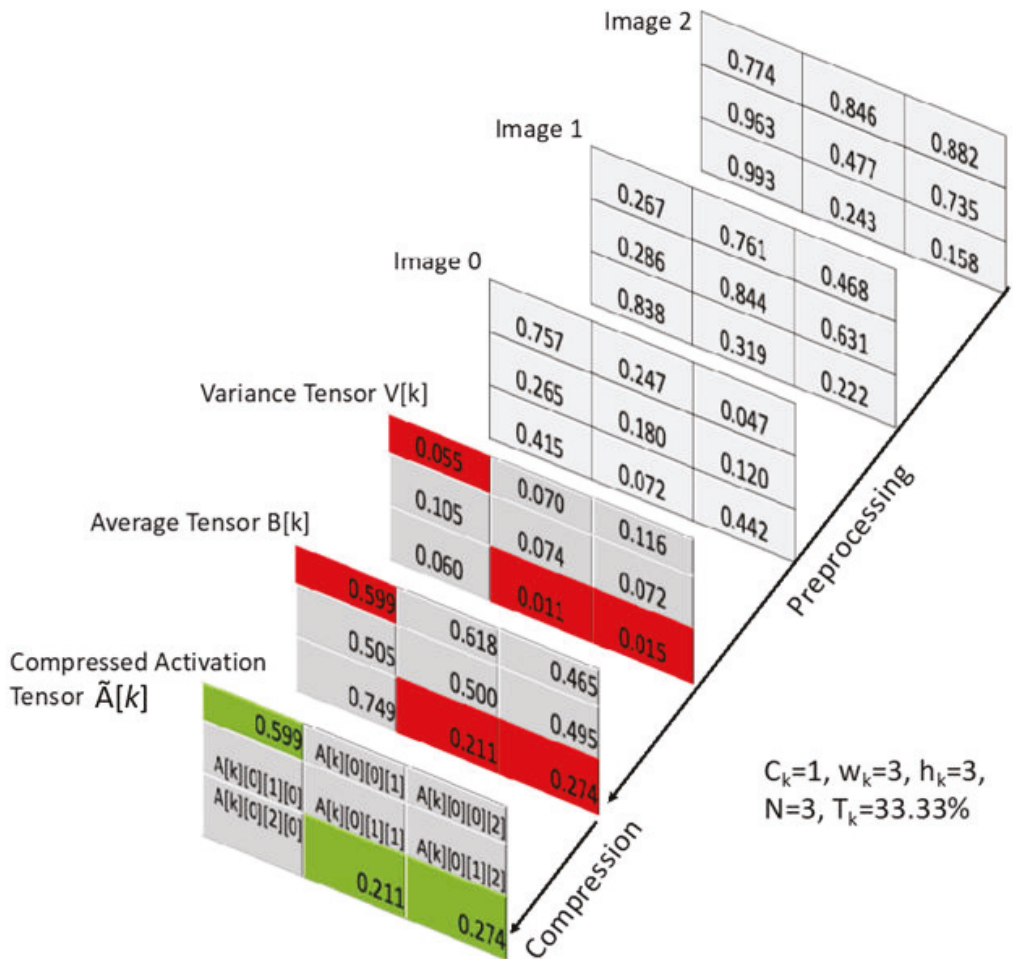 Image 2
0.774 0.846 0.882
0.963 0.477 0.735
0.993 0.243 0.158
Image 1
0.267 0.761 0.468
0.286 0.844 0.631
0.838 0.319 0.222
Image 0
0.757 0.247 0.047
0.265 0.180 0.120
0.415 0.072 0.442
Variance Tensor V[k]
0.055 0.070 0.116
0.105 0.074 0.072
0.060 0.011 0.015
Average Tensor B[k]
0.599 0.618 0.465
0.505 0.500 0.495
0.749 0.211 0.274
Compressed Activation
Tensor Ã[k]
0.599 A[k][0][0][1] A[k][0][0][2]
A[k][0][1][0] A[k][0][1][1] A[k][0][1][2]
A[k][0][2][0] 0.211 0.274
Preprocessing
Compression
Cₖ=1, wₖ=3, hₖ=3,
N=3, Tₖ=33.33%